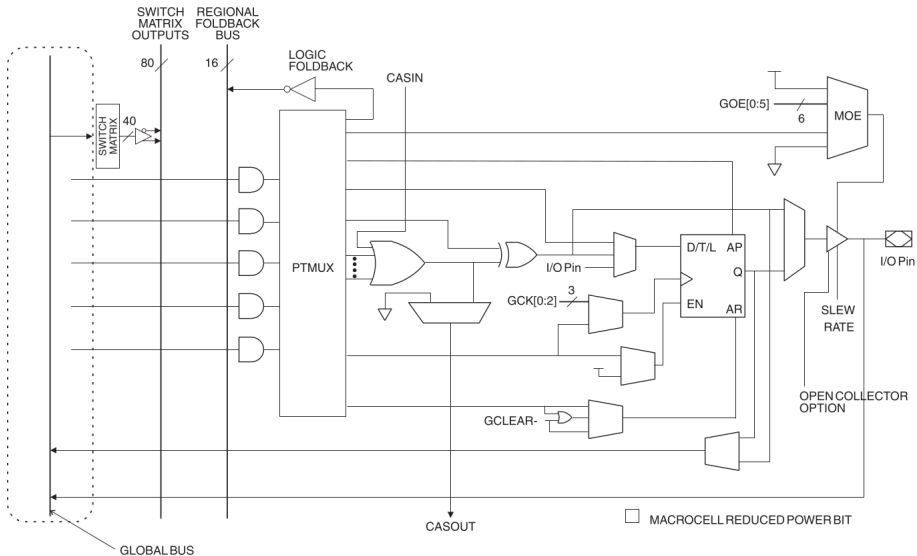 SWITCH
MATRIX
OUTPUTS
REGIONAL
FOLDBACK
BUS
80
16
LOGIC
FOLDBACK
CASIN
GOE[0:5]
6
MOE
SWITCH
MATRIX
40
PTMUX
I/O Pin
D/T/L AP
Q
EN
AR
GCK[0:2]
3
I/O Pin
SLEW
RATE
OPEN COLLECTOR
OPTION
GCLEAR-
CASOUT
MACROCELL REDUCED POWER BIT
GLOBAL BUS